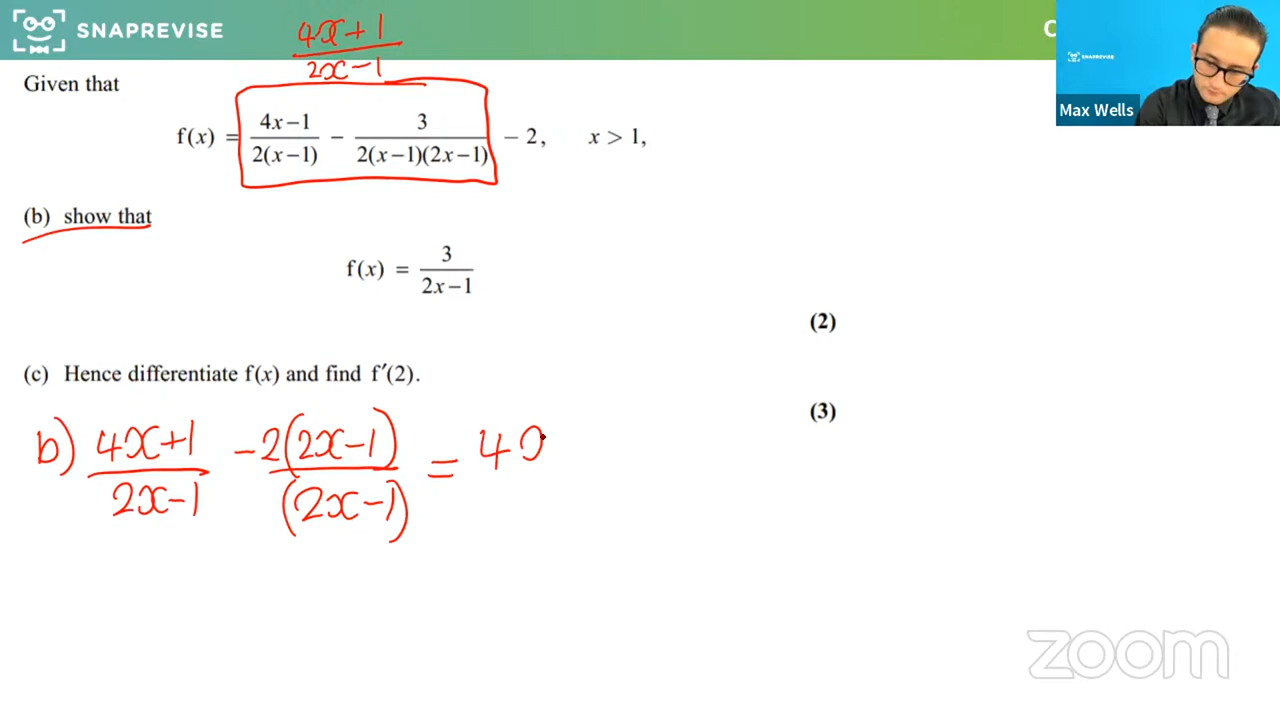 SNAPREVISE
4x+1
2x-1
Max Wells
Given that
f(x) = 4x-1 / 2(x-1) - 3 / 2(x-1)(2x-1) - 2, x > 1,
(b) show that
f(x) = 3 / 2x-1
(2)
(c) Hence differentiate f(x) and find f′(2).
(3)
b) 4x+1 / 2x-1 -2(2x-1) / (2x-1) = 4x
zoom